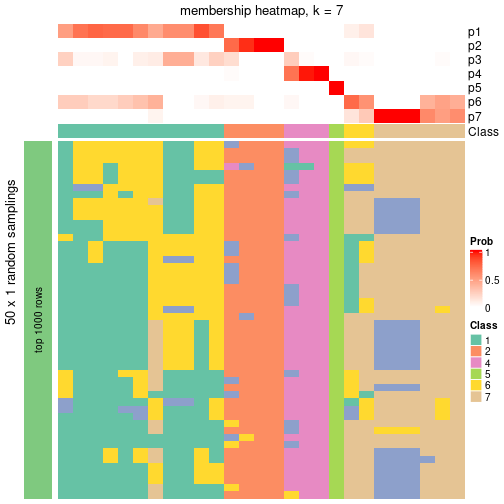 membership heatmap, k = 7
p1
p2
p3
p4
p5
p6
p7
Class
50 x 1 random samplings
top 1000 rows
Prob
1
0.5
0
Class
1
2
4
5
6
7